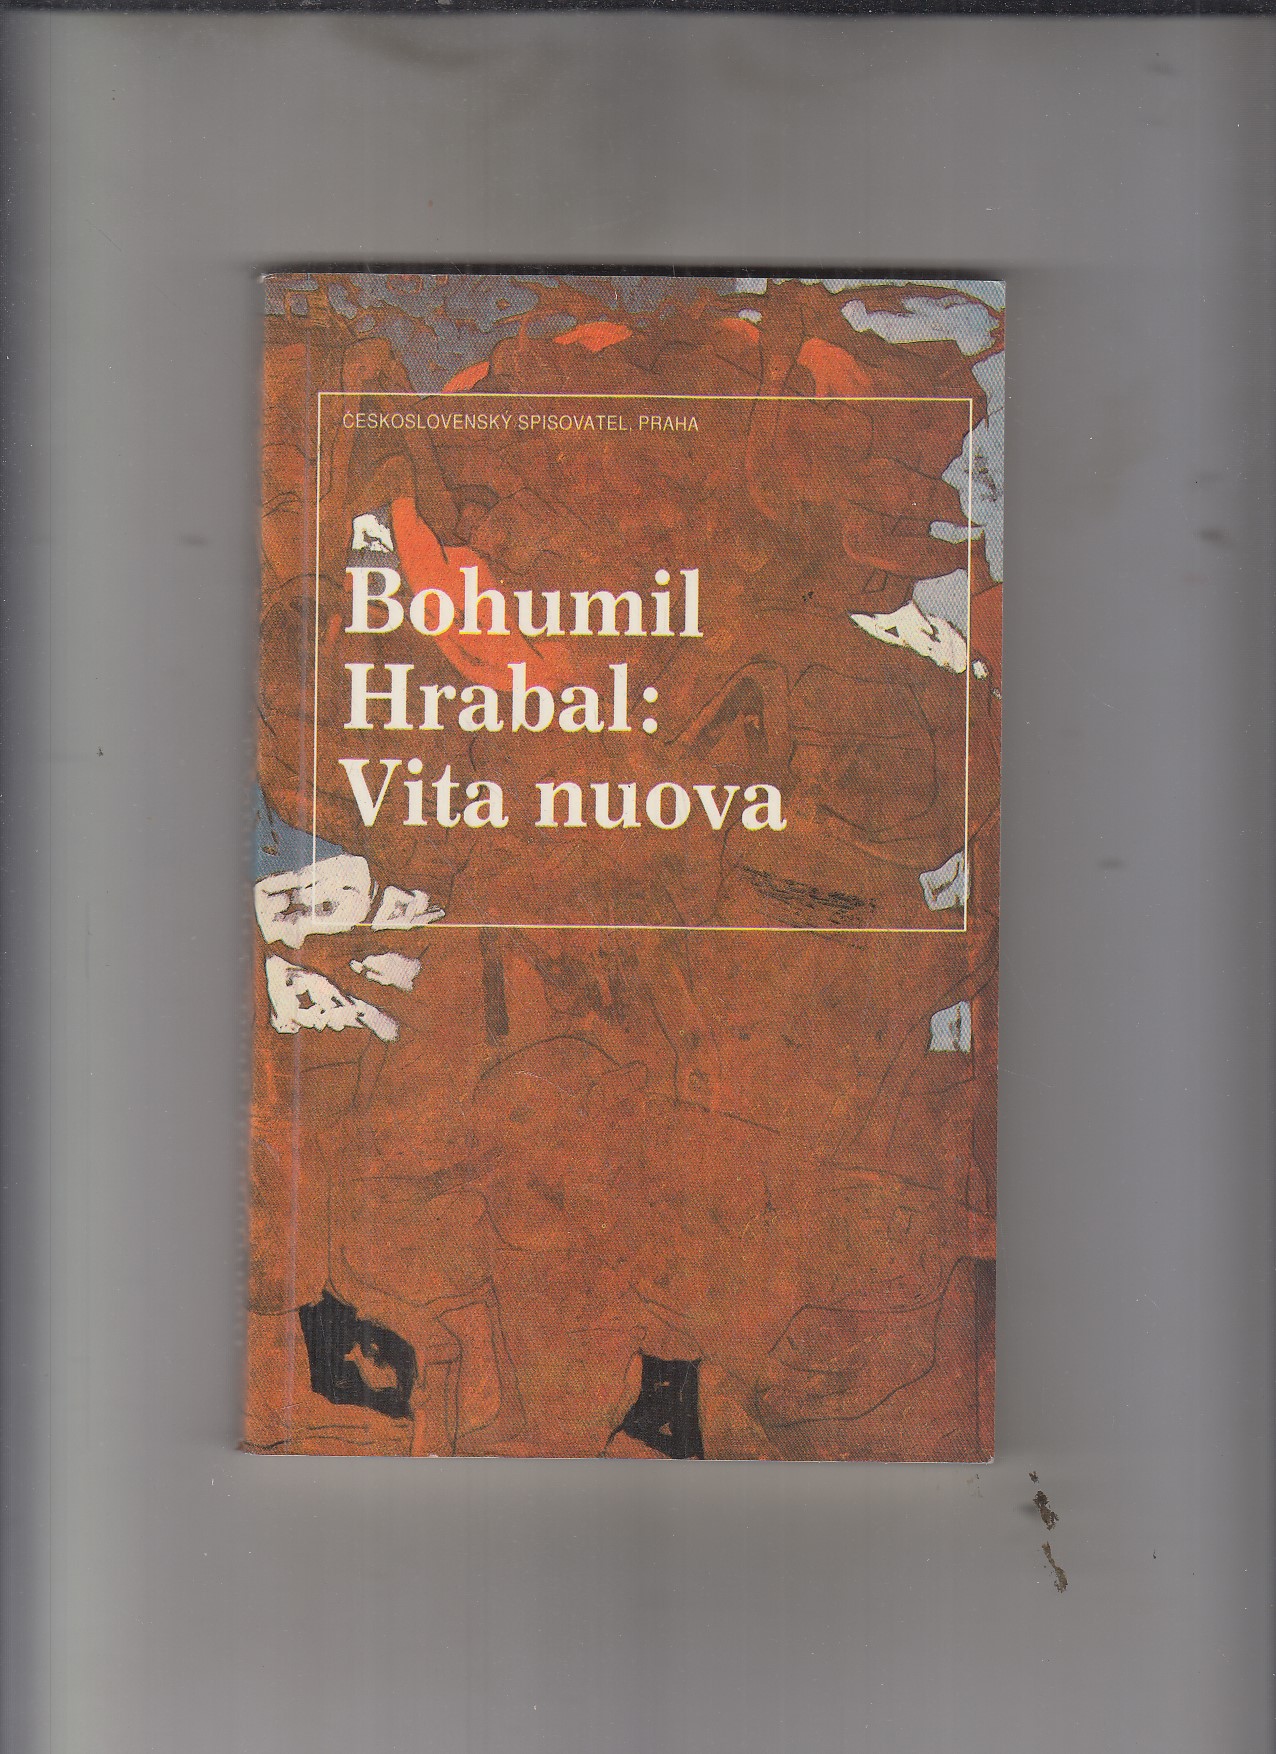 ČESKOSLOVENSKÝ SPISOVATEL, PRAHA
Bohumil
Hrabal:
Vita nuova